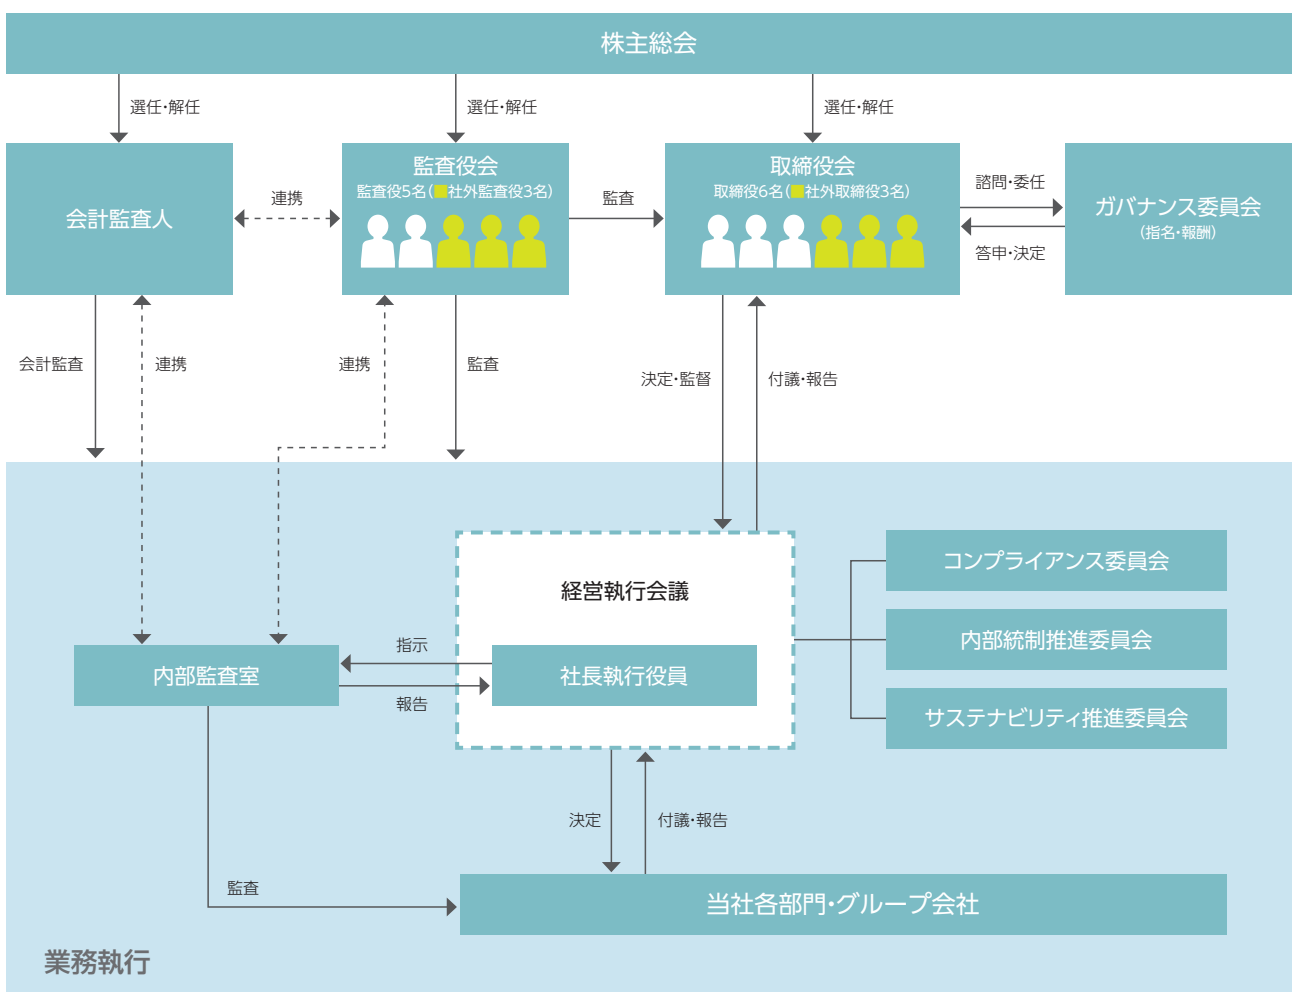 株主総会
選任・解任
選任・解任
選任・解任
会計監査人
連携
監査役会
監査役5名(■社外監査役3名)
監査
取締役会
取締役6名(■社外取締役3名)
諮問・委任
答申・決定
ガバナンス委員会
(指名・報酬)
会計監査
連携
連携
監査
決定・監督
付議・報告
経営執行会議
社長執行役員
指示
報告
内部監査室
コンプライアンス委員会
内部統制推進委員会
サステナビリティ推進委員会
決定
付議・報告
監査
当社各部門・グループ会社
業務執行